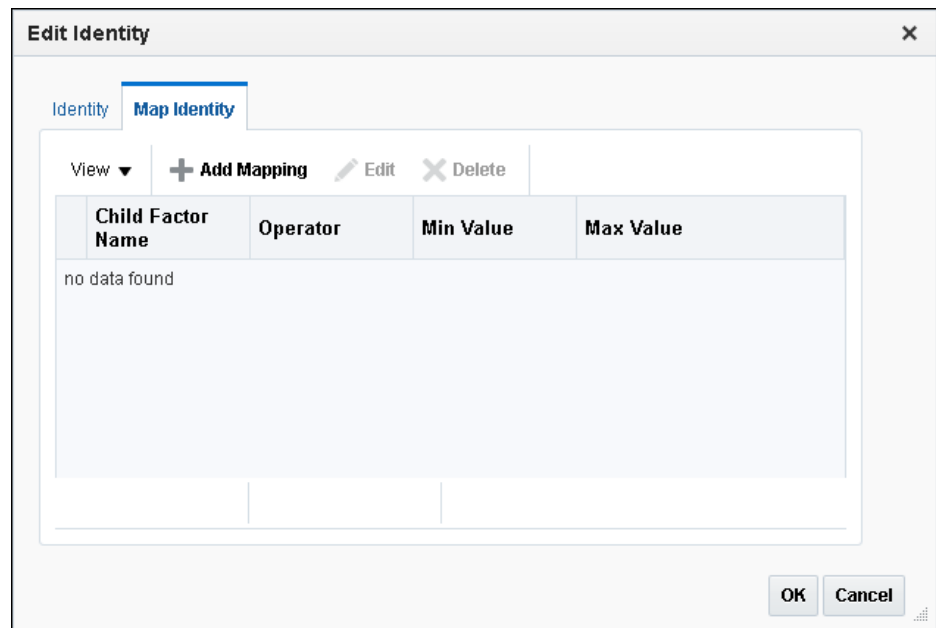 Edit Identity
Identity Map Identity
View Add Mapping Edit Delete
Child Factor
Name Operator Min Value Max Value
no data found
OK Cancel